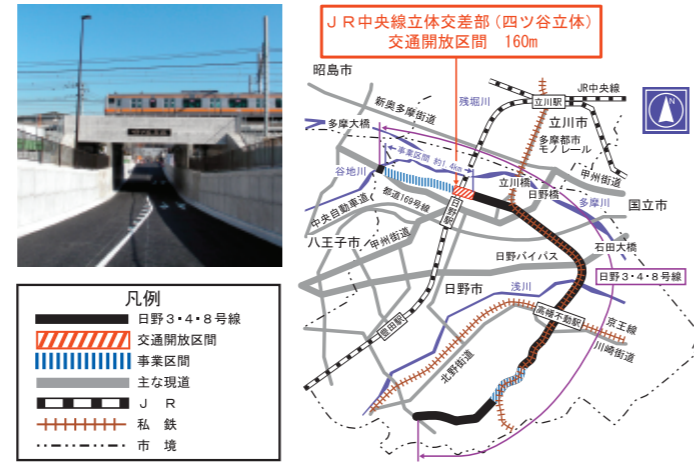 JR中央線立体交差部(四ツ谷立体)
交通開放区間 160m
昭島市
新奥多摩街道
残堀川
立川駅
JR中央線
多摩大橋
立川市
多摩都市
モノレール
事業区間 約1.4km
谷地川
立川橋
甲州街道
都道169号線
日野橋
中央自動車道
日野駅
多摩川
国立市
甲州街道
八王子市
石田大橋
日野バイパス
日野3・4・8号線
日野市
浅川
豊田駅
高幡不動駅
京王線
川崎街道
北野街道
凡例
日野3・4・8号線
交通開放区間
事業区間
主な現道
JR
私鉄
市境
N